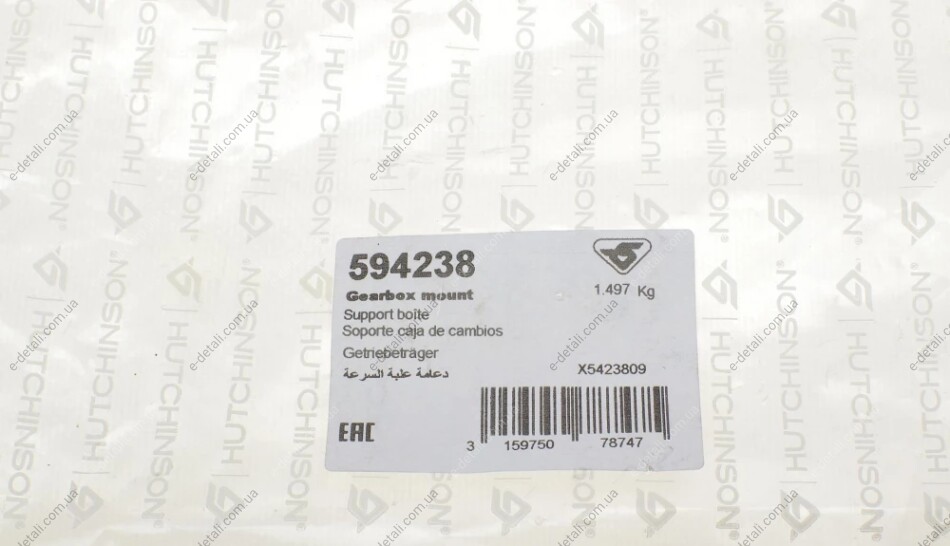 HUTCHINSON®
594238
Gearbox mount
1.497 Kg
Support boîte
Soporte caja de cambios
Getriebeträger
X5423809
دعامة علبة السرعة
EAC
3 159750 78747
e-detali.com.ua